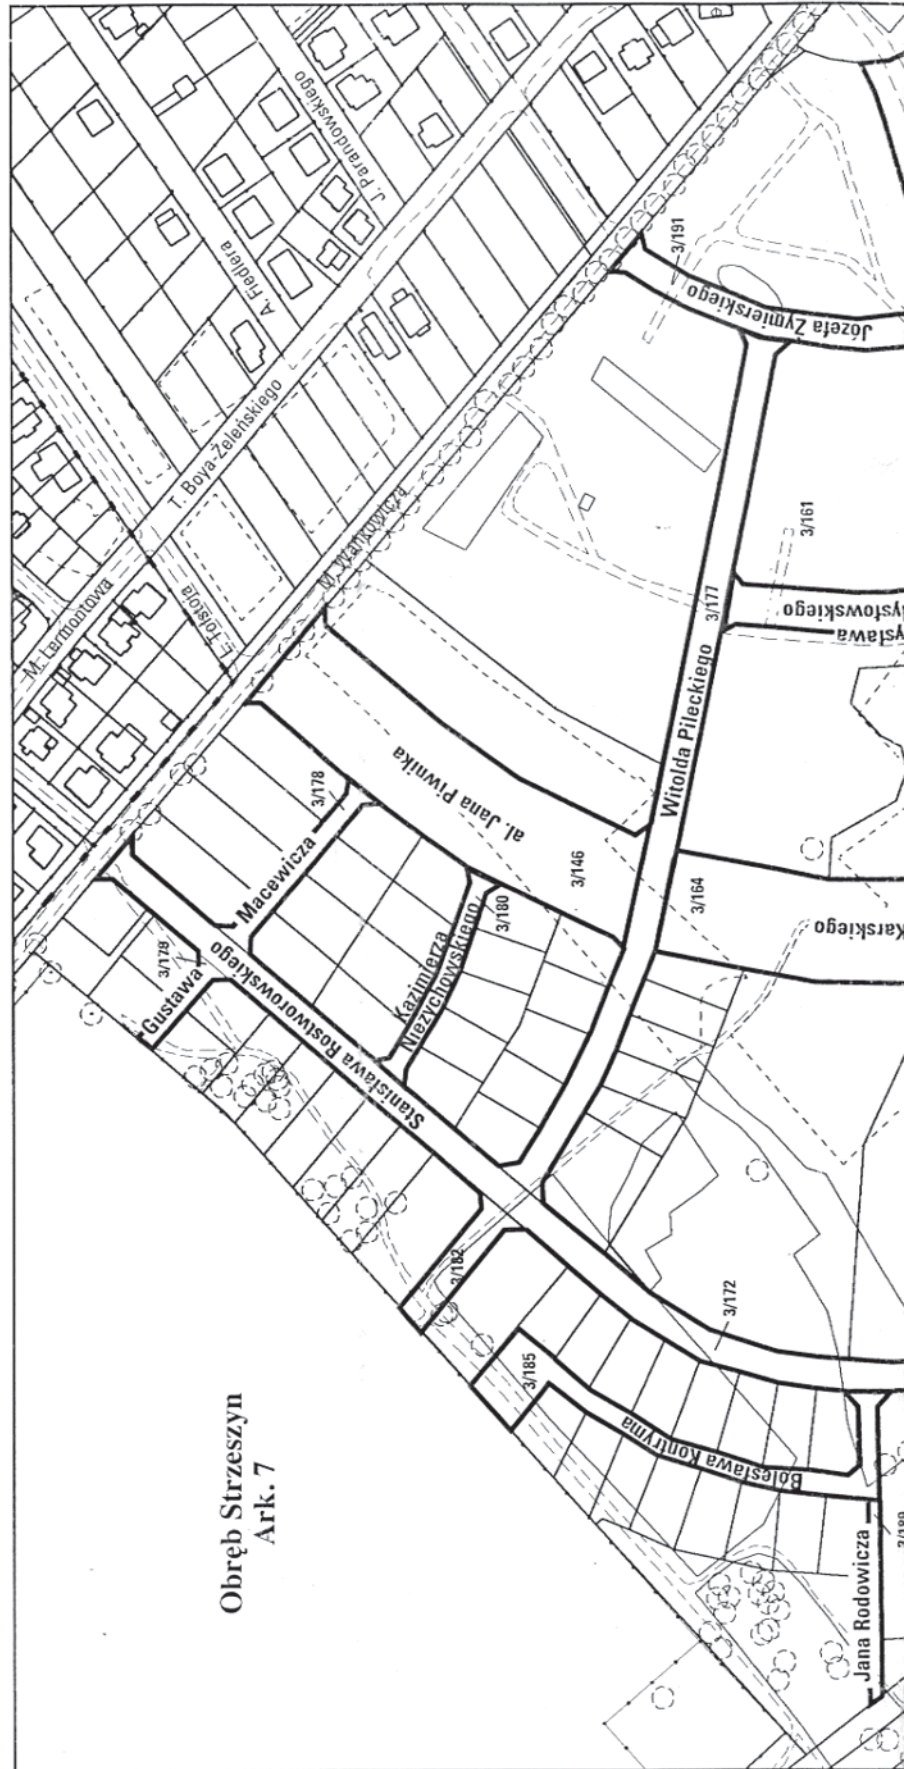 J. Parandowskiego
A. Fiedlera
T. Boya-Żeleńskiego
M. Lermontowa
L. Tołstoja
M. Wańkowicza
3/191
Józefa Zymierskiego
3/161
3/177
Witolda Pileckiego
al. Jana Piwnika
3/178
Macewicza
3/146
3/164
Karskiego
3/180
Kazimierza
Niezychowskiego
3/179
Gustawa
Stanisława Rostworowskiego
3/182
3/172
3/185
Bolesława Kontryma
Jana Rodowicza
Obręb Strzeszyn
Ark. 7